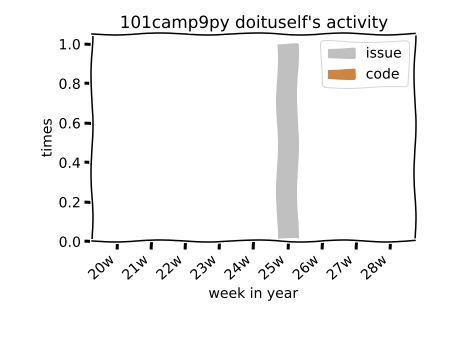 101camp9py doituself's activity
1.0
0.8
0.6
0.4
0.2
0.0
times
issue
code
20w 21w 22w 23w 24w 25w 26w 27w 28w
week in year